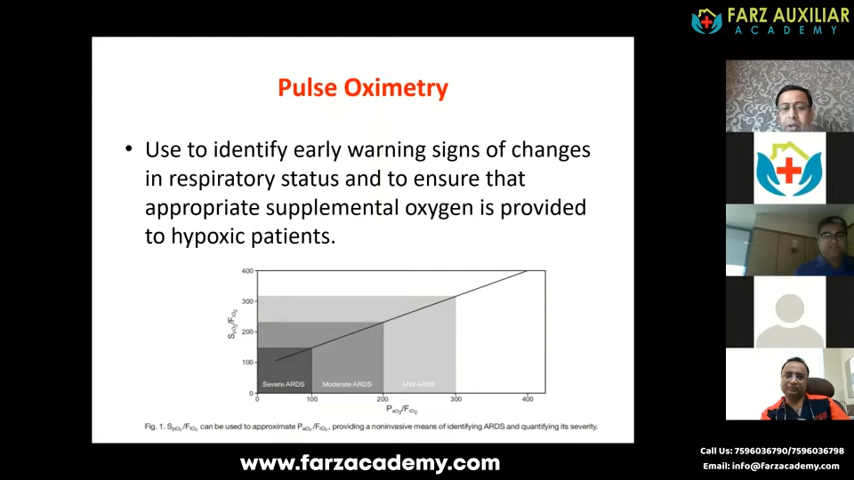 FARZ AUXILIAR
ACADEMY
Pulse Oximetry
• Use to identify early warning signs of changes
in respiratory status and to ensure that
appropriate supplemental oxygen is provided
to hypoxic patients.
400
300
200
100
0
SpO2/FIO2
Severe ARDS
Moderate ARDS
Mild ARDS
0
100
200
300
400
PaO2/FIO2
Fig. 1. SpO2/FIO2 can be used to approximate PaO2/FIO2, providing a noninvasive means of identifying ARDS and quantifying its severity.
www.farzacademy.com
Call Us: 7596036790/7596036798
Email: info@farzacademy.com